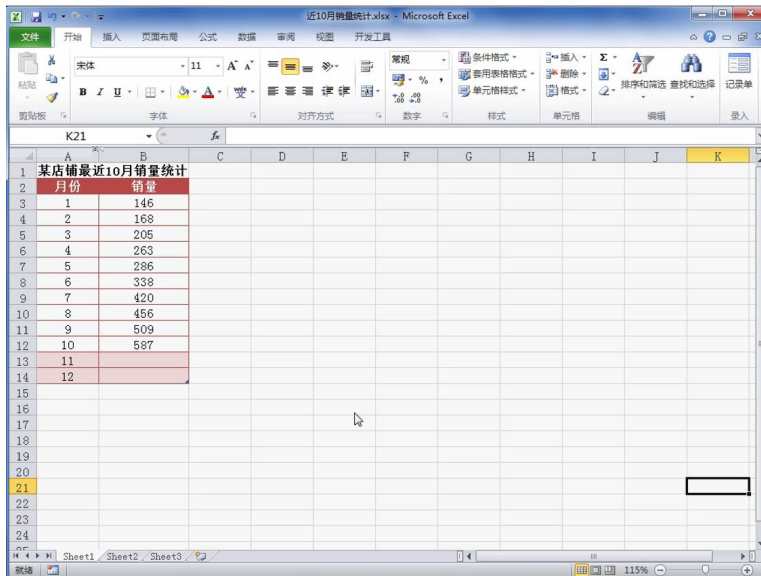 近10月销量统计.xlsx - Microsoft Excel
文件 开始 插入 页面布局 公式 数据 审阅 视图 开发工具
宋体 11 A A 常规 条件格式 插入 Σ
粘贴 套用表格格式 删除 排序和筛选 查找和选择 记录单
B I U A 变 % , 单元格样式 格式
剪贴板 字体 对齐方式 数字 样式 单元格 编辑 录入
K21 fx
A B C D E F G H I J K
1 某店铺最近10月销量统计
2 月份 销量
3 1 146
4 2 168
5 3 205
6 4 263
7 5 286
8 6 338
9 7 420
10 8 456
11 9 509
12 10 587
13 11
14 12
15
16
17
18
19
20
21
22
23
24
25
Sheet1 Sheet2 Sheet3
就绪 115%